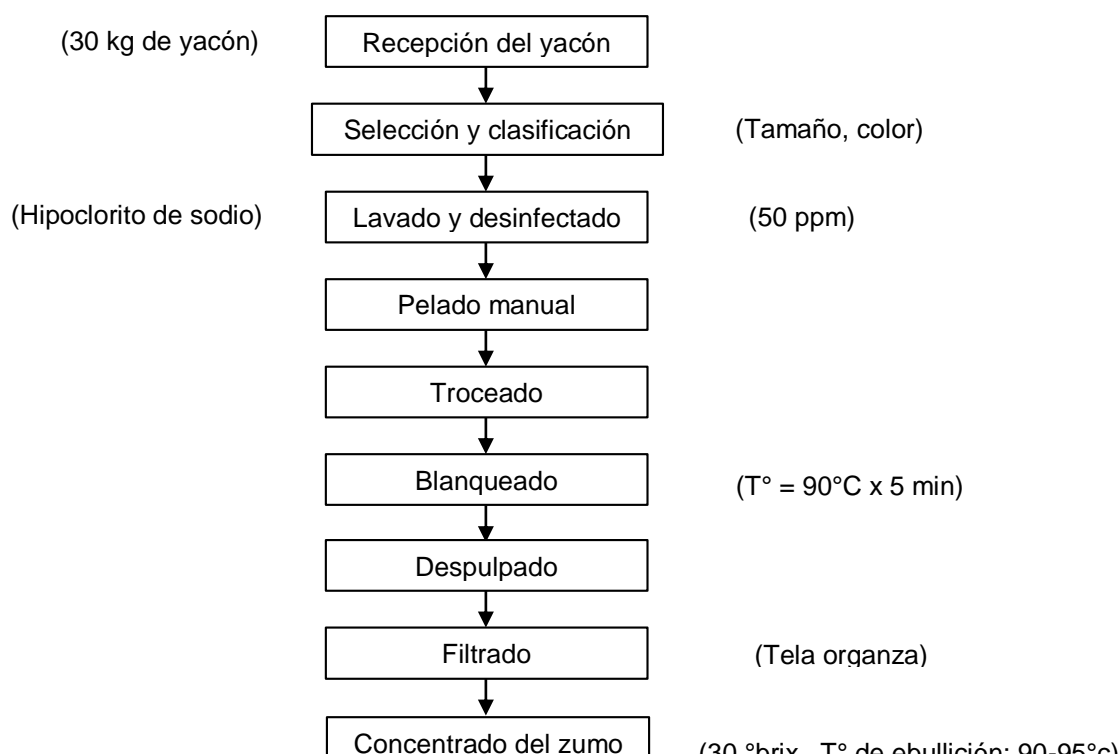 (30 kg de yacón) Recepción del yacón
Selección y clasificación (Tamaño, color)
(Hipoclorito de sodio) Lavado y desinfectado (50 ppm)
Pelado manual
Troceado
Blanqueado (T° = 90°C x 5 min)
Despulpado
Filtrado (Tela organza)
Concentrado del zumo (30 °brix, T° de ebullición: 90-95°c)